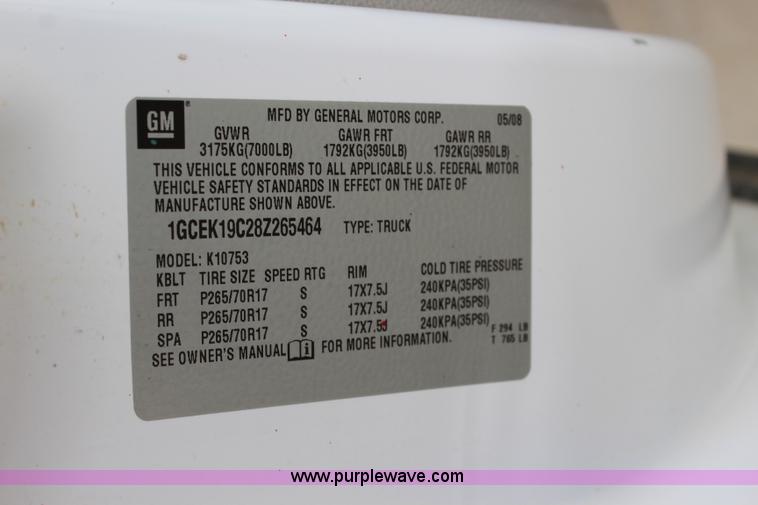 GM ® MFD BY GENERAL MOTORS CORP. 05/08
GVWR GAWR FRT GAWR RR
3175KG(7000LB) 1792KG(3950LB) 1792KG(3950LB)
THIS VEHICLE CONFORMS TO ALL APPLICABLE U.S. FEDERAL MOTOR
VEHICLE SAFETY STANDARDS IN EFFECT ON THE DATE OF
MANUFACTURE SHOWN ABOVE.
1GCEK19C28Z265464 TYPE: TRUCK
MODEL: K10753
KBLT TIRE SIZE SPEED RTG RIM COLD TIRE PRESSURE
FRT P265/70R17 S 17X7.5J 240KPA(35PSI)
RR P265/70R17 S 17X7.5J 240KPA(35PSI)
SPA P265/70R17 S 17X7.5J 240KPA(35PSI)
SEE OWNER'S MANUAL i FOR MORE INFORMATION.
F 294 LB
T 765 LB
www.purplewave.com